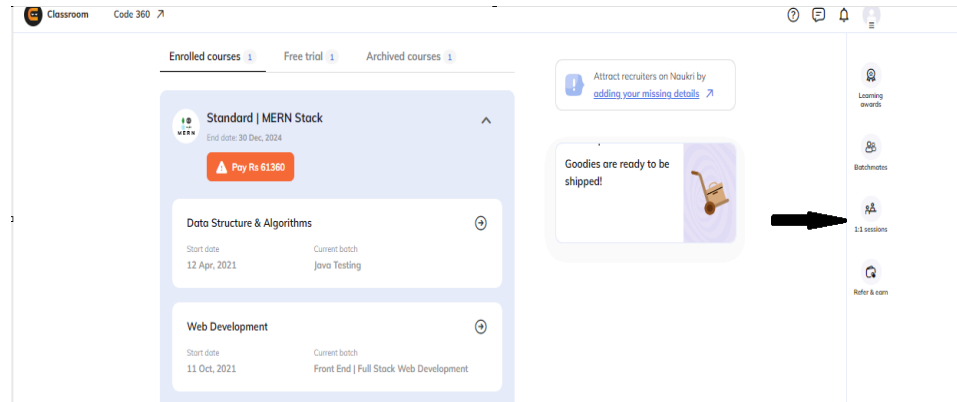 Classroom Code 360
Enrolled courses 1 Free trial 1 Archived courses 1
Standard | MERN Stack
MERN
End date: 30 Dec, 2024
Pay Rs 61360
Data Structure & Algorithms
Start date Current batch
12 Apr, 2021 Java Testing
Web Development
Start date Current batch
11 Oct, 2021 Front End | Full Stack Web Development
Attract recruiters on Naukri by
adding your missing details
Goodies are ready to be
shipped!
Learning
awards
Batchmates
1:1 sessions
Refer & earn